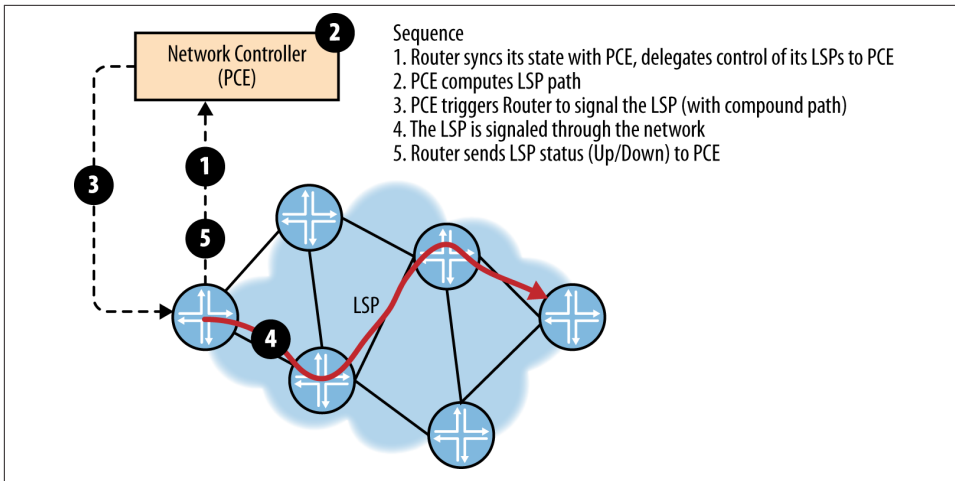 2
Network Controller
(PCE)
Sequence
1. Router syncs its state with PCE, delegates control of its LSPs to PCE
2. PCE computes LSP path
3. PCE triggers Router to signal the LSP (with compound path)
4. The LSP is signaled through the network
5. Router sends LSP status (Up/Down) to PCE
1
3
5
LSP
4